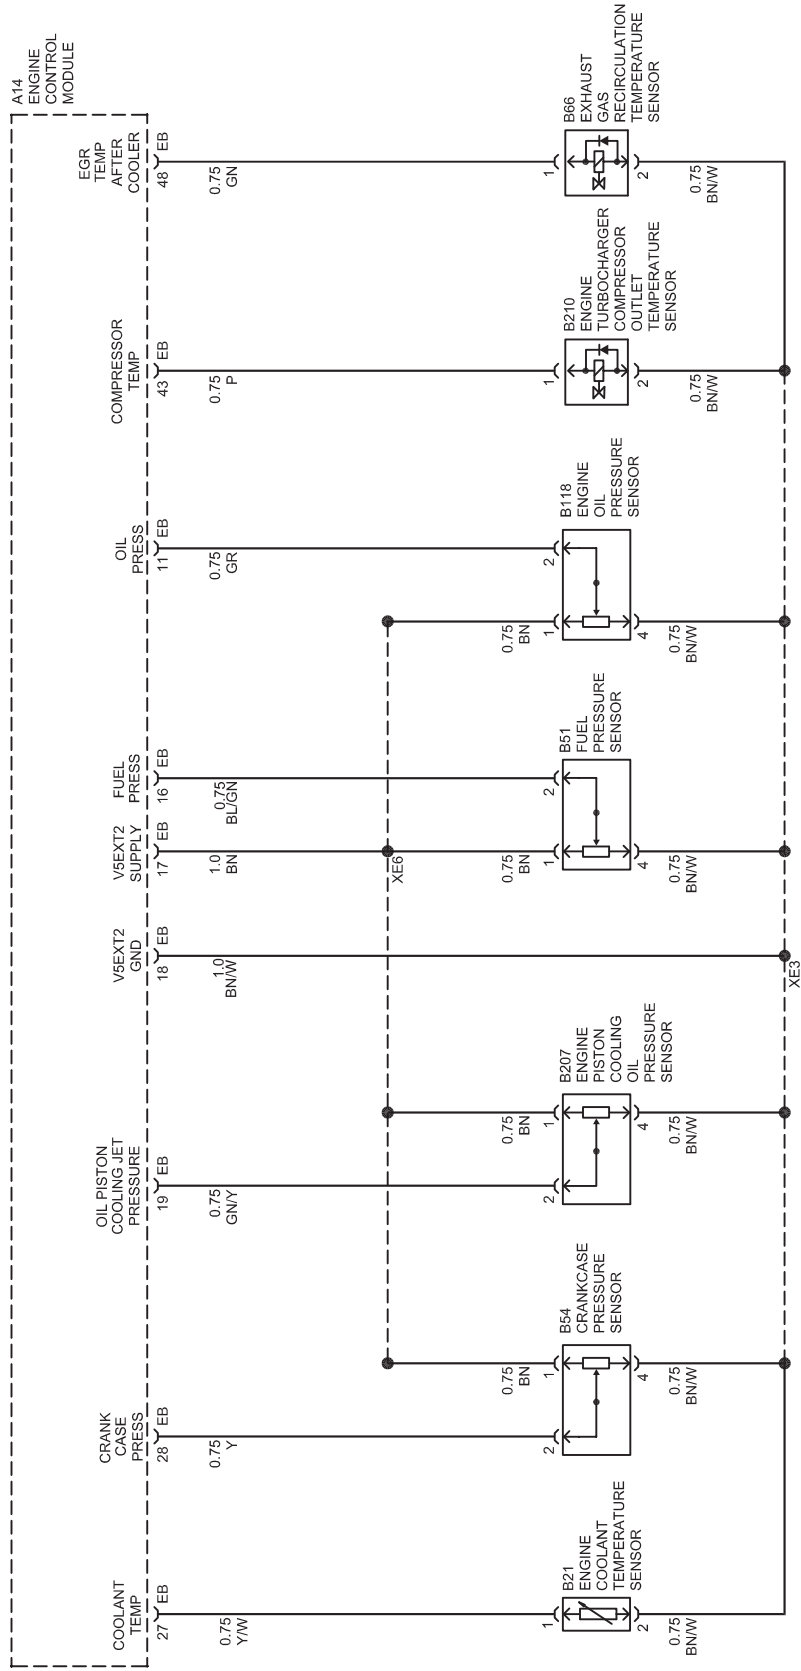 A14
ENGINE
CONTROL
MODULE
COOLANT
TEMP
27
EB
0.75
Y/W
1
B21
ENGINE
COOLANT
TEMPERATURE
SENSOR
2
0.75
BN/W
CRANK
CASE
PRESS
28
EB
0.75
Y
2
0.75
BN
1
B54
CRANKCASE
PRESSURE
SENSOR
4
0.75
BN/W
OIL PISTON
COOLING JET
PRESSURE
19
EB
0.75
GN/Y
2
0.75
BN
1
B207
ENGINE
PISTON
COOLING
OIL
PRESSURE
SENSOR
4
0.75
BN/W
V5EXT2
GND
18
EB
1.0
BN/W
XE3
V5EXT2
SUPPLY
17
EB
1.0
BN
XE6
0.75
BN
1
FUEL
PRESS
16
EB
0.75
BL/GN
2
B51
FUEL
PRESSURE
SENSOR
4
0.75
BN/W
OIL
PRESS
11
EB
0.75
GR
0.75
BN
1
2
B118
ENGINE
OIL
PRESSURE
SENSOR
4
0.75
BN/W
COMPRESSOR
TEMP
43
EB
0.75
P
1
B210
ENGINE
TURBOCHARGER
COMPRESSOR
OUTLET
TEMPERATURE
SENSOR
2
0.75
BN/W
EGR
TEMP
AFTER
COOLER
48
EB
0.75
GN
1
B66
EXHAUST
GAS
RECIRCULATION
TEMPERATURE
SENSOR
2
0.75
BN/W